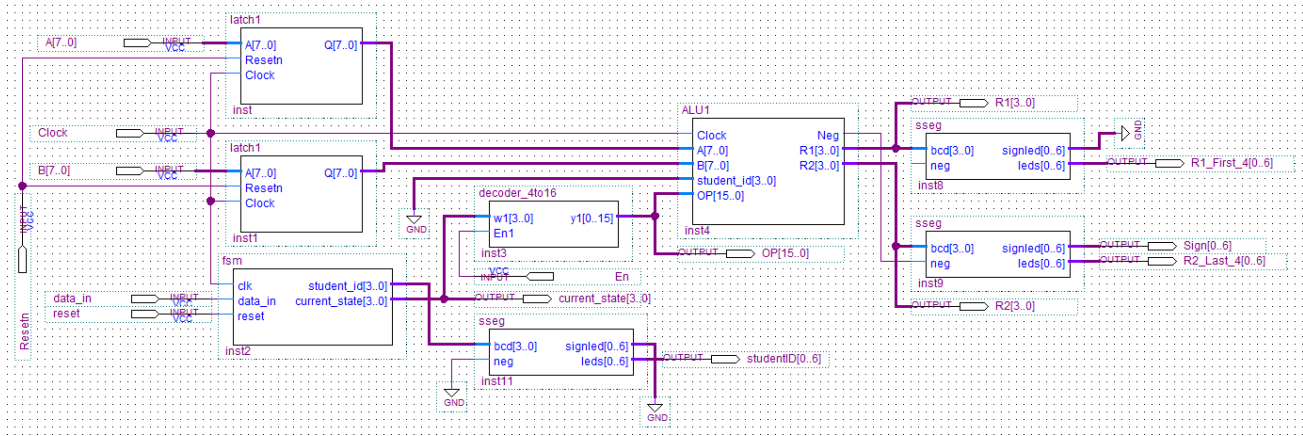 latch1
A[7..0] INPUT VCC A[7..0] Q[7..0]
Resetn
Clock
inst
Clock INPUT VCC
latch1
B[7..0] INPUT VCC A[7..0] Q[7..0]
Resetn
Clock
inst1
INPUT VCC
Resetn
fsm
clk student_id[3..0]
data_in current_state[3..0]
reset
inst2
data_in INPUT VCC
reset INPUT VCC
GND
decoder_4to16
w1[3..0] y1[0..15]
En1
inst3
VCC INPUT En
OUTPUT current_state[3..0]
sseg
bcd[3..0] signled[0..6]
neg leds[0..6]
inst11
GND
GND
OUTPUT studentID[0..6]
ALU1
Clock Neg
A[7..0] R1[3..0]
B[7..0] R2[3..0]
student_id[3..0]
OP[15..0]
inst4
OUTPUT OP[15..0]
OUTPUT R1[3..0]
sseg
bcd[3..0] signled[0..6]
neg leds[0..6]
inst8
GND
OUTPUT R1_First_4[0..6]
sseg
bcd[3..0] signled[0..6]
neg leds[0..6]
inst9
OUTPUT Sign[0..6]
OUTPUT R2_Last_4[0..6]
OUTPUT R2[3..0]